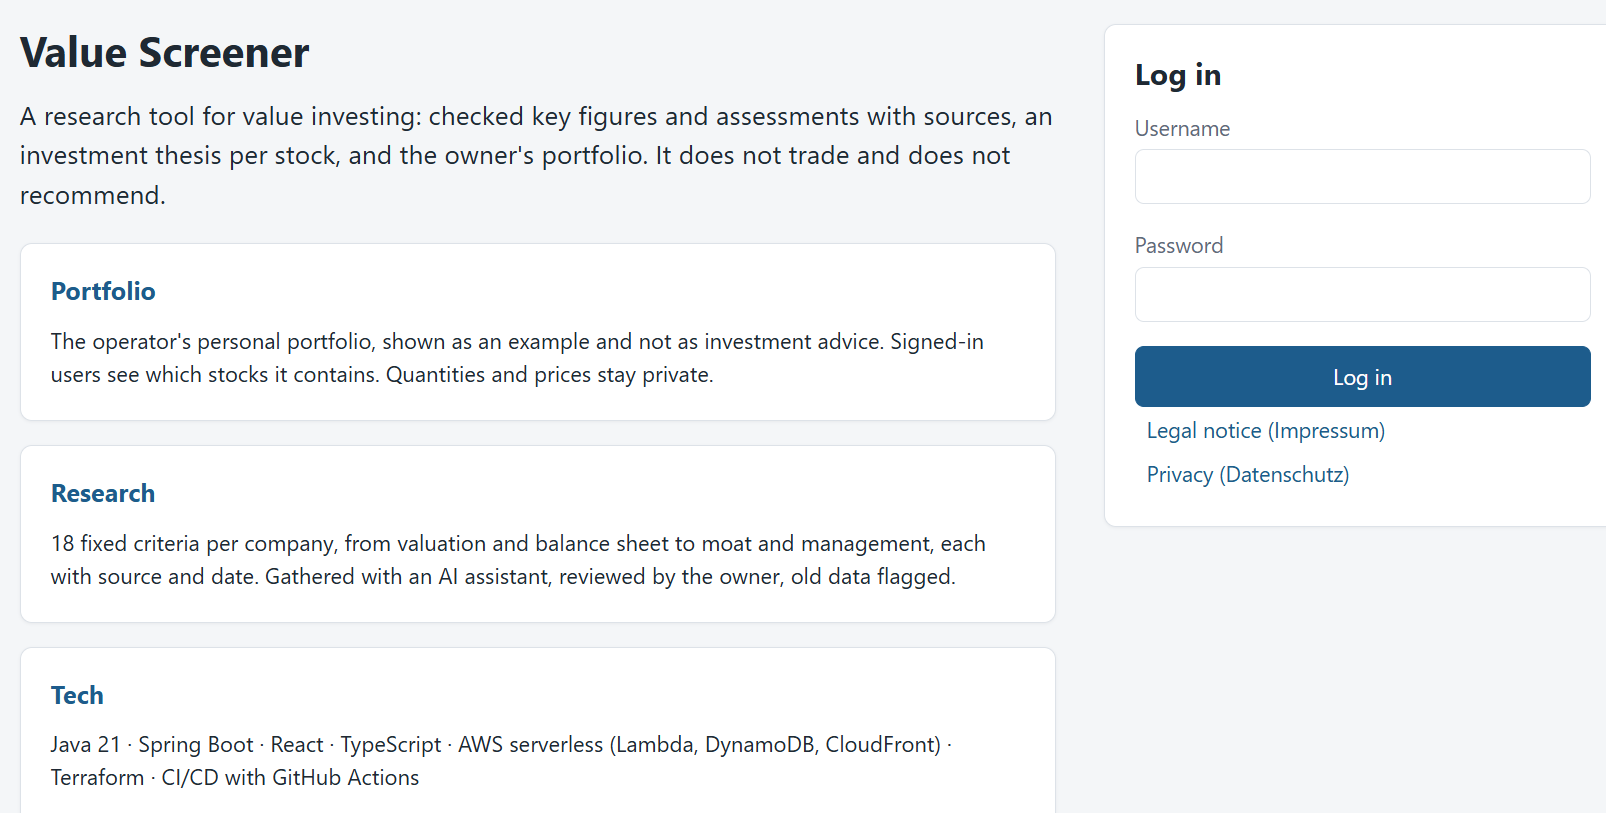 Value Screener
A research tool for value investing: checked key figures and assessments with sources, an
investment thesis per stock, and the owner's portfolio. It does not trade and does not
recommend.
Portfolio
The operator's personal portfolio, shown as an example and not as investment advice. Signed-in
users see which stocks it contains. Quantities and prices stay private.
Research
18 fixed criteria per company, from valuation and balance sheet to moat and management, each
with source and date. Gathered with an AI assistant, reviewed by the owner, old data flagged.
Tech
Java 21 · Spring Boot · React · TypeScript · AWS serverless (Lambda, DynamoDB, CloudFront) ·
Terraform · CI/CD with GitHub Actions
Log in
Username
Password
Log in
Legal notice (Impressum)
Privacy (Datenschutz)